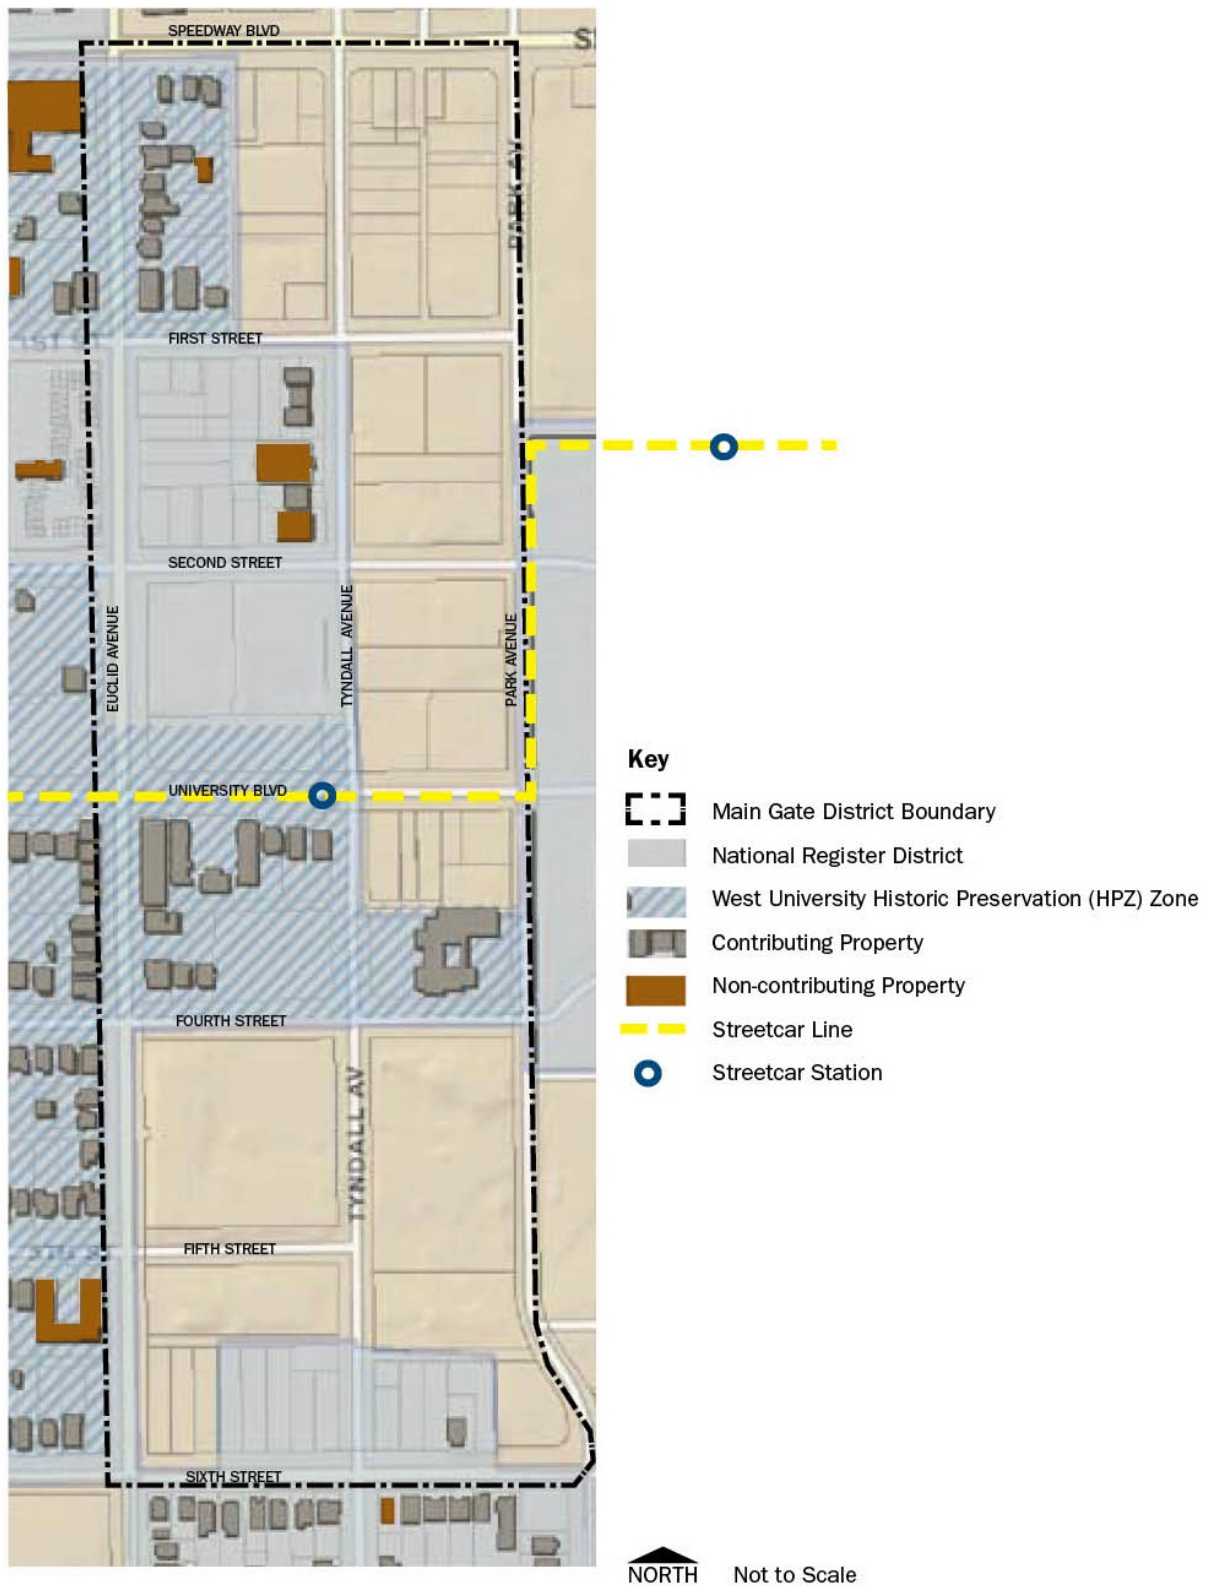 SPEEDWAY BLVD
PARK AV
FIRST STREET
1ST ST
SECOND STREET
EUCLID AVENUE
TYNDALL AVENUE
PARK AVENUE
UNIVERSITY BLVD
FOURTH STREET
TYNDALL AV
FIFTH STREET
SIXTH STREET
Key
Main Gate District Boundary
National Register District
West University Historic Preservation (HPZ) Zone
Contributing Property
Non-contributing Property
Streetcar Line
Streetcar Station
NORTH
Not to Scale